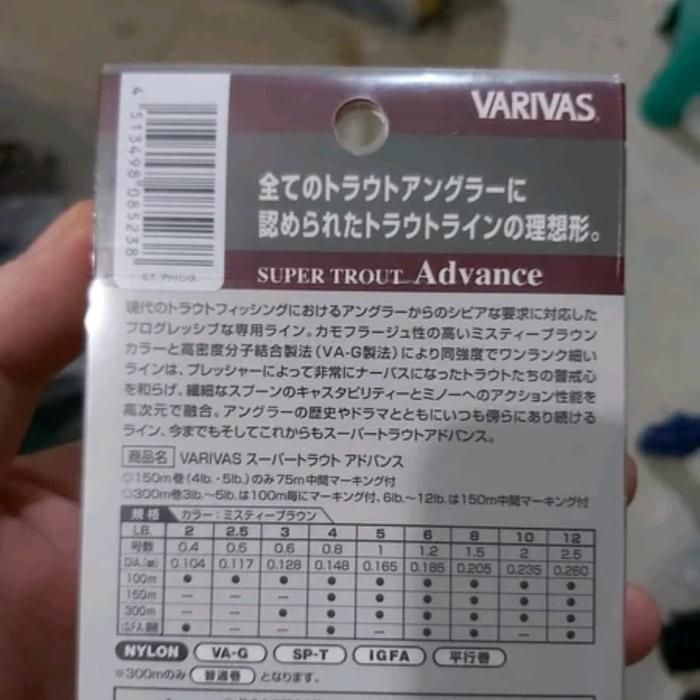 VARIVAS
4 513498 085238
S.T. アドバンス
全てのトラウトアングラーに
認められたトラウトラインの理想形。
SUPER TROUT Advance
現代のトラウトフィッシングにおけるアングラーからのシビアな要求に対応した
プログレッシブな専用ライン。カモフラージュ性の高いミスティーブラウン
カラーと高密度分子結合製法(VA-G製法)により同強度でワンランク細い
ラインは、プレッシャーによって非常にナーバスになったトラウトたちの警戒心
を和らげ、繊細なスプーンのキャスタビリティーとミノーへのアクション性能を
高次元で融合。アングラーの歴史やドラマとともにいつも傍らにあり続ける
ライン、今までもそしてこれからもスーパートラウトアドバンス。
商品名 VARIVAS スーパートラウト アドバンス
◎150m巻(4lb.・5lb.)のみ75m中間マーキング付
◎300m巻3lb.〜5lb.は100m毎にマーキング付、6lb.〜12lb.は150m中間マーキング付
規格 カラー:ミスティーブラウン
LB. 2 2.5 3 4 5 6 8 10 12
号数 0.4 0.5 0.6 0.8 1 1.2 1.5 2 2.5
DIA.(㎜) 0.104 0.117 0.128 0.148 0.165 0.185 0.205 0.235 0.260
100m ● ● ● ● ● ● ● ● ●
150m — — — ● ● ● ● ● ●
300m — — ● ● ● ● ● ● ●
● — — ● — ● ● — ●
NYLON VA-G SP-T IGFA 平行巻
※300mのみ 普通巻 となります。